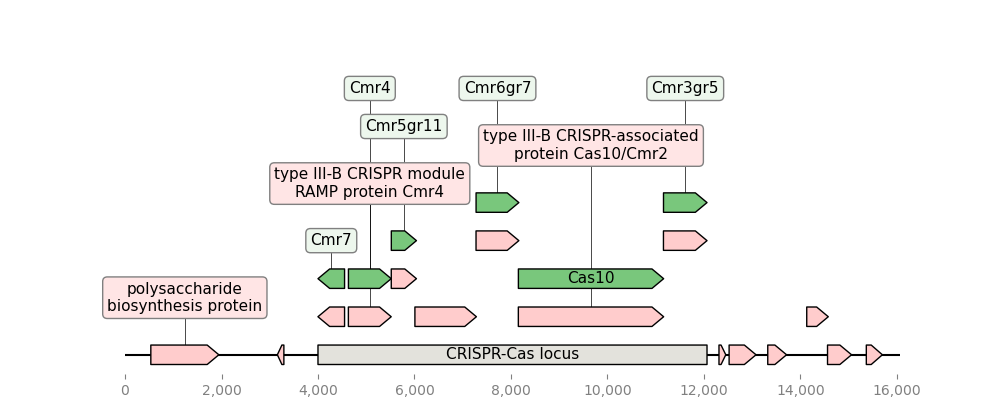 Cmr4
Cmr6gr7
Cmr3gr5
Cmr5gr11
type III-B CRISPR-associated
protein Cas10/Cmr2
type III-B CRISPR module
RAMP protein Cmr4
Cmr7
Cas10
polysaccharide
biosynthesis protein
CRISPR-Cas locus
0 2,000 4,000 6,000 8,000 10,000 12,000 14,000 16,000